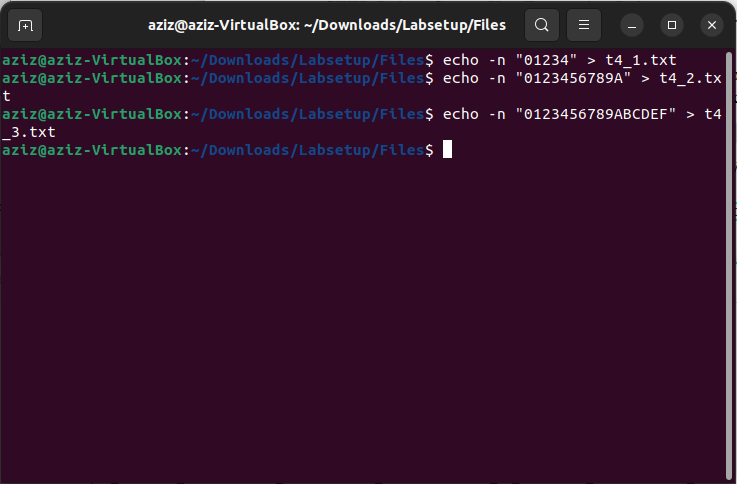 aziz@aziz-VirtualBox: ~/Downloads/Labsetup/Files
aziz@aziz-VirtualBox:~/Downloads/Labsetup/Files$ echo -n "01234" > t4_1.txt
aziz@aziz-VirtualBox:~/Downloads/Labsetup/Files$ echo -n "0123456789A" > t4_2.tx
t
aziz@aziz-VirtualBox:~/Downloads/Labsetup/Files$ echo -n "0123456789ABCDEF" > t4
_3.txt
aziz@aziz-VirtualBox:~/Downloads/Labsetup/Files$